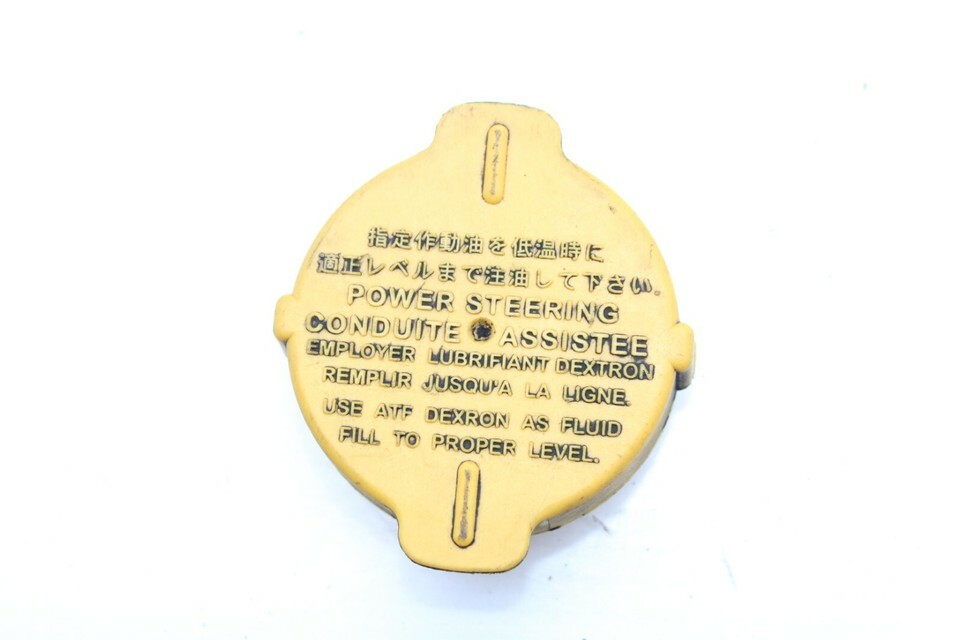 指定作動油を低温時に
適正レベルまで注油して下さい.
POWER STEERING
CONDUITE ASSISTEE
EMPLOYER LUBRIFIANT DEXTRON
REMPLIR JUSQU'A LA LIGNE.
USE ATF DEXRON AS FLUID
FILL TO PROPER LEVEL.